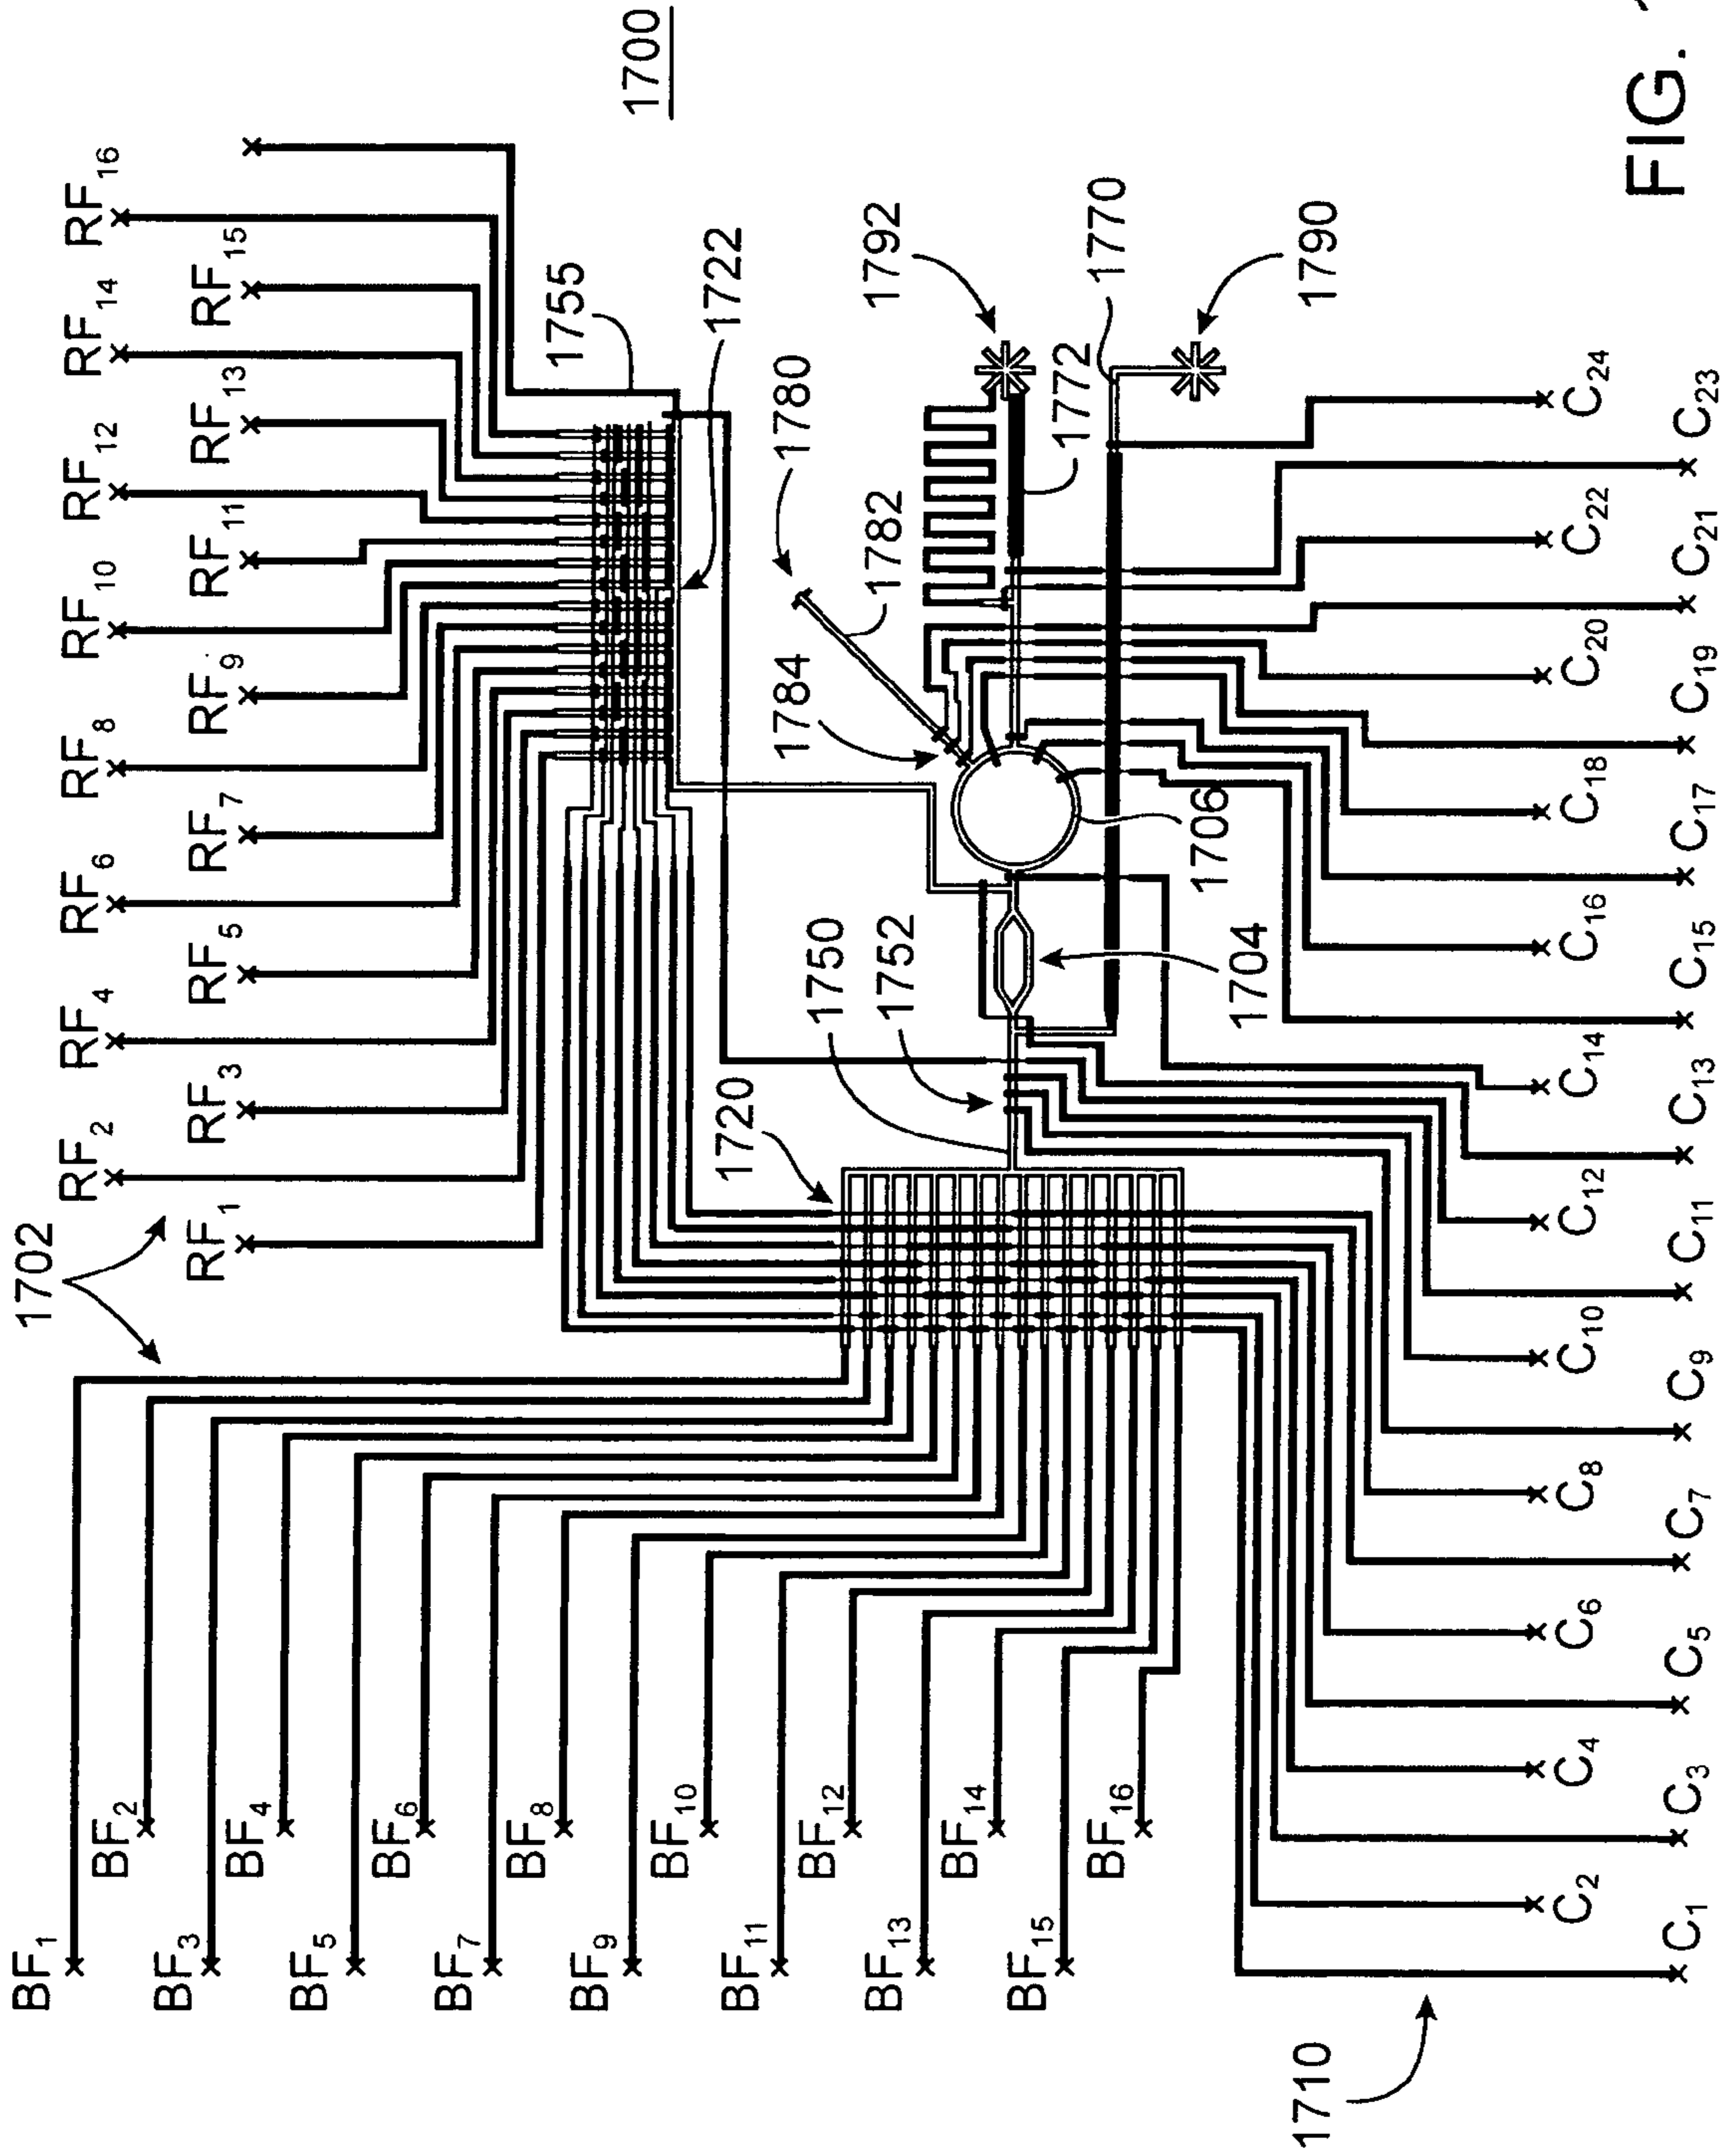 1702
RF₂
RF₄
RF₆
RF₈
RF₁₀
RF₁₂
RF₁₄
RF₁₆
RF₁
RF₃
RF₅
RF₇
RF₉
RF₁₁
RF₁₃
RF₁₅
1700
BF₁
BF₂
BF₃
BF₄
BF₅
BF₆
BF₇
BF₈
BF₉
BF₁₀
BF₁₁
BF₁₂
BF₁₃
BF₁₄
BF₁₅
BF₁₆
1755
1722
1720
1750
1752
1784
1780
1782
1792
1772
1770
1790
1704
1706
1710
C₂
C₄
C₆
C₈
C₁₀
C₁₂
C₁₄
C₁₆
C₁₈
C₂₀
C₂₂
C₂₄
C₁
C₃
C₅
C₇
C₉
C₁₁
C₁₃
C₁₅
C₁₇
C₁₉
C₂₁
C₂₃
FIG.